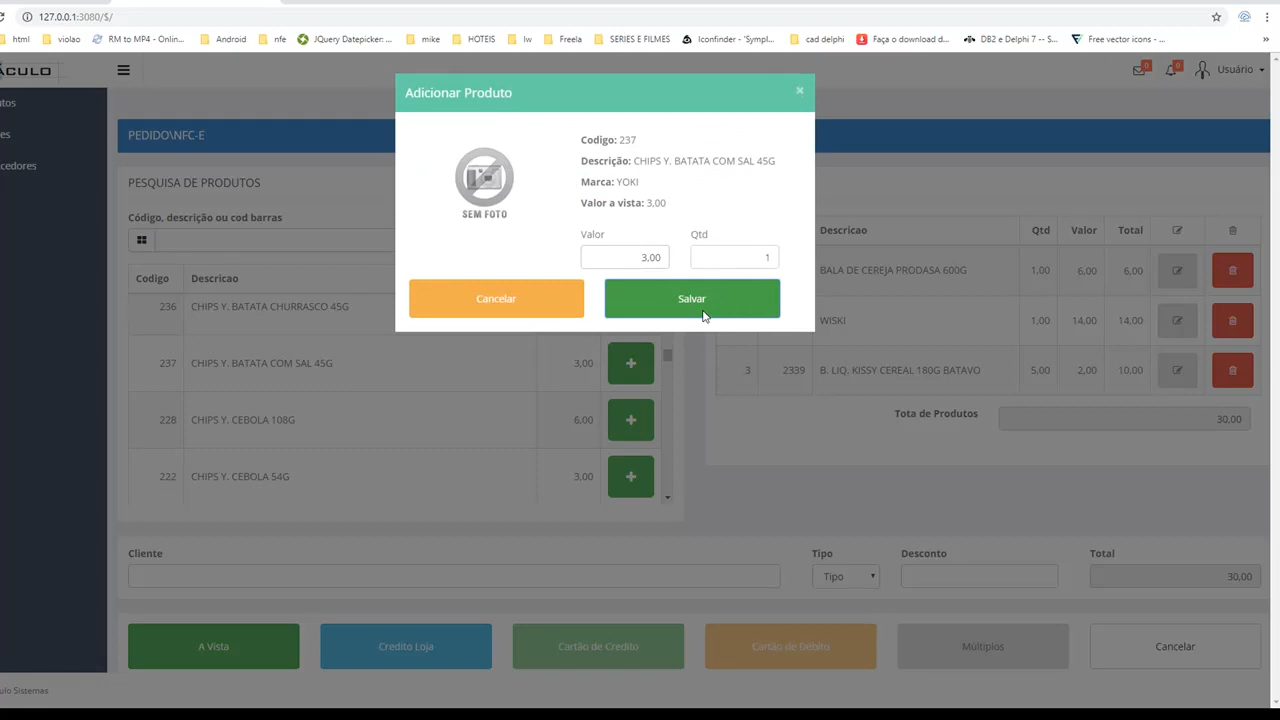 127.0.0.1:3080/$/
html violao RM to MP4 - Onlin... Android nfe JQuery Datepicker: ... mike HOTEIS lw Freela SERIE E FILMES Iconfinder - 'Sympl... cad delphi Faça o download d... DB2 e Delphi 7 -- S... Free vector icons - ... »
ÁCULO
0 0 Usuário
utos
es
cedores
Adicionar Produto ×
Codigo: 237
Descrição: CHIPS Y. BATATA COM SAL 45G
Marca: YOKI
Valor a vista: 3,00
SEM FOTO
Valor Qtd
3,00 1
Cancelar Salvar
PEDIDO\NFC-E
PESQUISA DE PRODUTOS
Código, descrição ou cod barras
Codigo Descricao
236 CHIPS Y. BATATA CHURRASCO 45G
237 CHIPS Y. BATATA COM SAL 45G 3,00
228 CHIPS Y. CEBOLA 108G 6,00
222 CHIPS Y. CEBOLA 54G 3,00
Descricao Qtd Valor Total
BALA DE CEREJA PRODASA 600G 1,00 6,00 6,00
WISKI 1,00 14,00 14,00
3 2339 B. LIQ. KISSY CEREAL 180G BATAVO 5,00 2,00 10,00
Tota de Produtos 30,00
Cliente Tipo Desconto Total
Tipo 30,00
A Vista Credito Loja Cartão de Credito Cartão de Débito Múltiplos Cancelar
ulo Sistemas